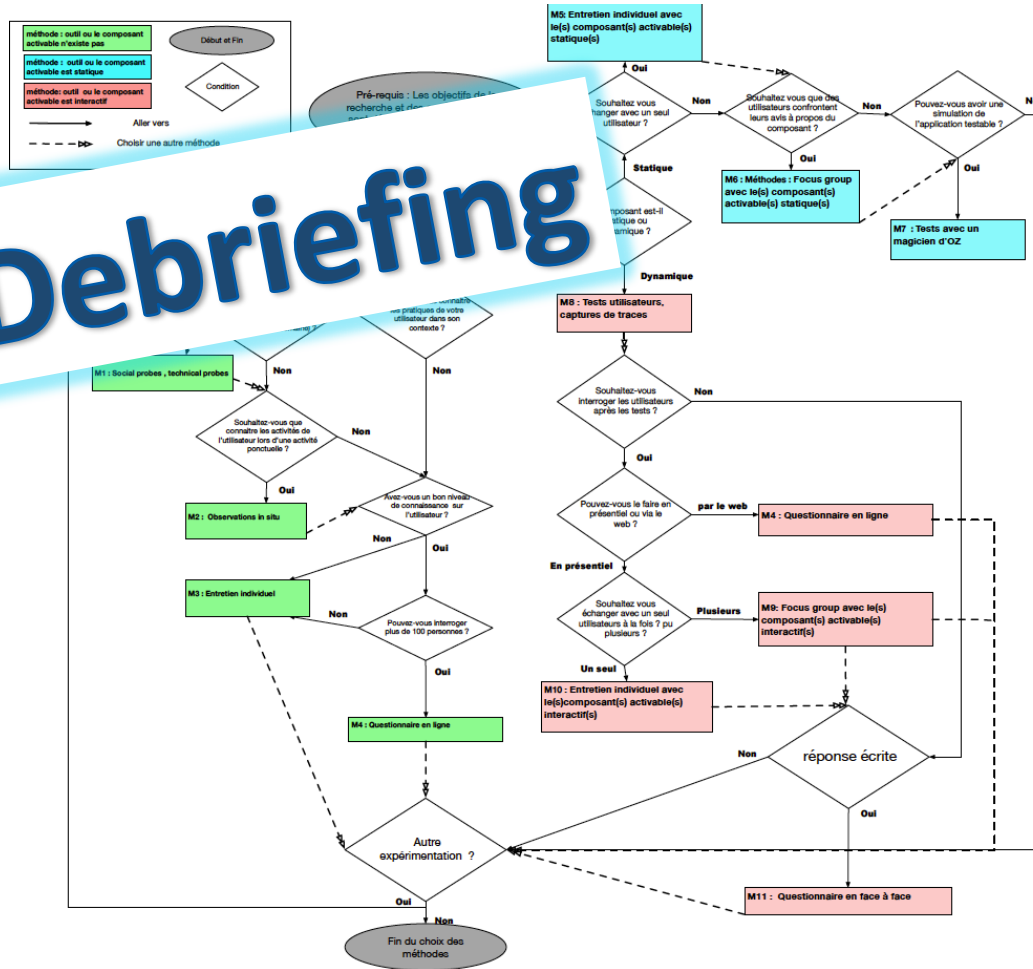 méthode : outil ou le composant
activable n'existe pas
méthode : outil ou le composant
activable est statique
méthode: outil ou le composant
activable est interactif
Aller vers
Choisir une autre méthode
Début et Fin
Condition
Pré-requis : Les objectifs de la
recherche et des
Debriefing
M5: Entretien individuel avec
le(s) composant(s) activable(s)
statique(s)
Oui
Souhaitez vous
échanger avec un seul
utilisateur ?
Non
Souhaitez vous que des
utilisateurs confrontent
leurs avis à propos du
composant ?
Non
Pouvez-vous avoir une
simulation de
l'application testable ?
Non
Oui
Oui
Statique
M6 : Méthodes : Focus group
avec le(s) composant(s)
activable(s) statique(s)
M7 : Tests avec un
magicien d'OZ
composant est-il
statique ou
dynamique ?
Dynamique
M8 : Tests utilisateurs,
captures de traces
connaître
pratiques de votre
utilisateur dans son
contexte ?
M1 : Social probes , technical probes
Non
Non
Souhaitez-vous que
connaitre les activités de
l'utilisateur lors d'une activité
ponctuelle ?
Non
Oui
M2 : Observations in situ
Avez-vous un bon niveau
de connaissance sur
l'utilisateur ?
Non
Oui
M3 : Entretien individuel
Non
Pouvez-vous interroger
plus de 100 personnes ?
Oui
M4 : Questionnaire en ligne
Souhaitez-vous
interroger les utilisateurs
après les tests ?
Non
Oui
Pouvez-vous le faire en
présentiel ou via le
web ?
par le web
M4 : Questionnaire en ligne
En présentiel
Souhaitez vous
échanger avec un seul
utilisateurs à la fois ? pu
plusieurs ?
Plusieurs
M9: Focus group avec le(s)
composant(s) activable(s)
interactif(s)
Un seul
M10 : Entretien individuel avec
le(s)composant(s) activable(s)
interactif(s)
réponse écrite
Non
Oui
M11 : Questionnaire en face à face
Autre
expérimentation ?
Oui
Non
Fin du choix des
méthodes